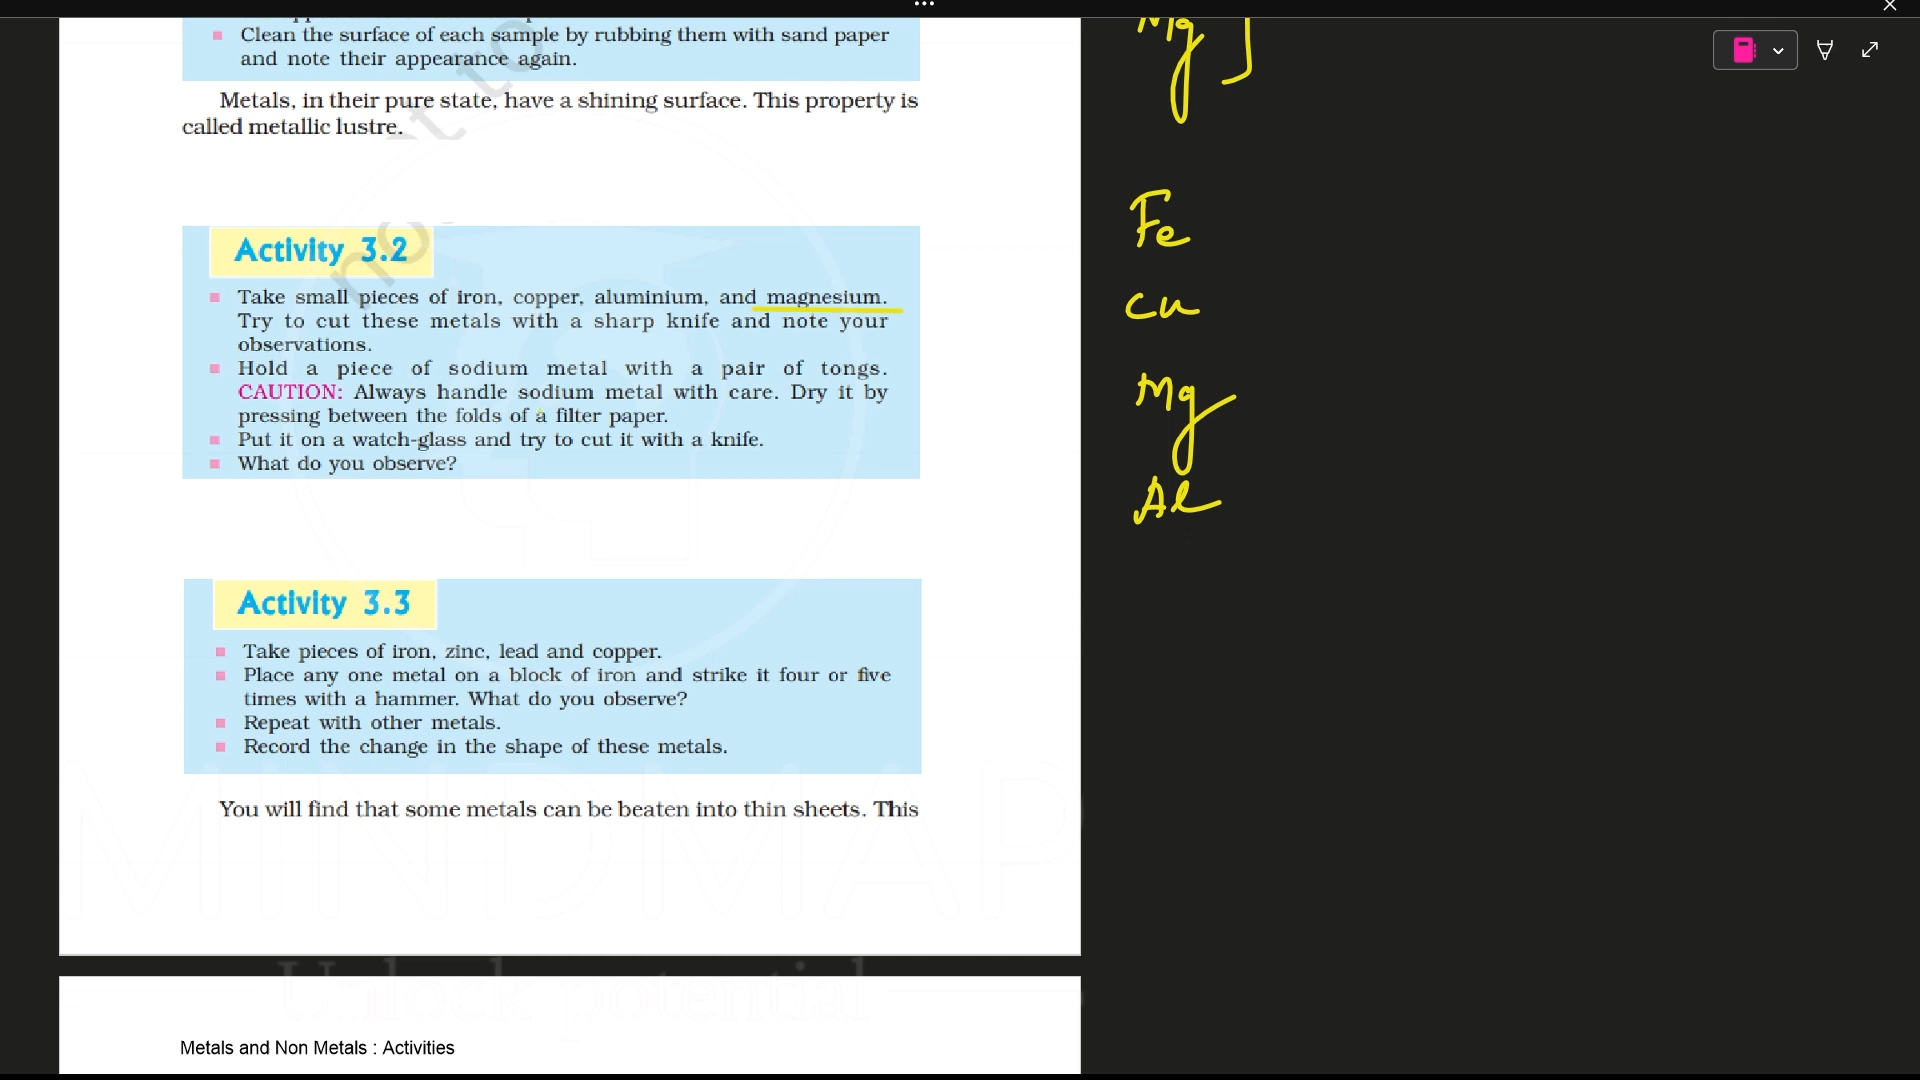 Clean the surface of each sample by rubbing them with sand paper
and note their appearance again.
Metals, in their pure state, have a shining surface. This property is
called metallic lustre.
Activity 3.2
Take small pieces of iron, copper, aluminium, and magnesium.
Try to cut these metals with a sharp knife and note your
observations.
Hold a piece of sodium metal with a pair of tongs.
CAUTION: Always handle sodium metal with care. Dry it by
pressing between the folds of a filter paper.
Put it on a watch-glass and try to cut it with a knife.
What do you observe?
Activity 3.3
Take pieces of iron, zinc, lead and copper.
Place any one metal on a block of iron and strike it four or five
times with a hammer. What do you observe?
Repeat with other metals.
Record the change in the shape of these metals.
You will find that some metals can be beaten into thin sheets. This
MINDMAP
Unlock potential
Metals and Non Metals : Activities
Mg
Fe
Cu
Mg
Al
not to
no